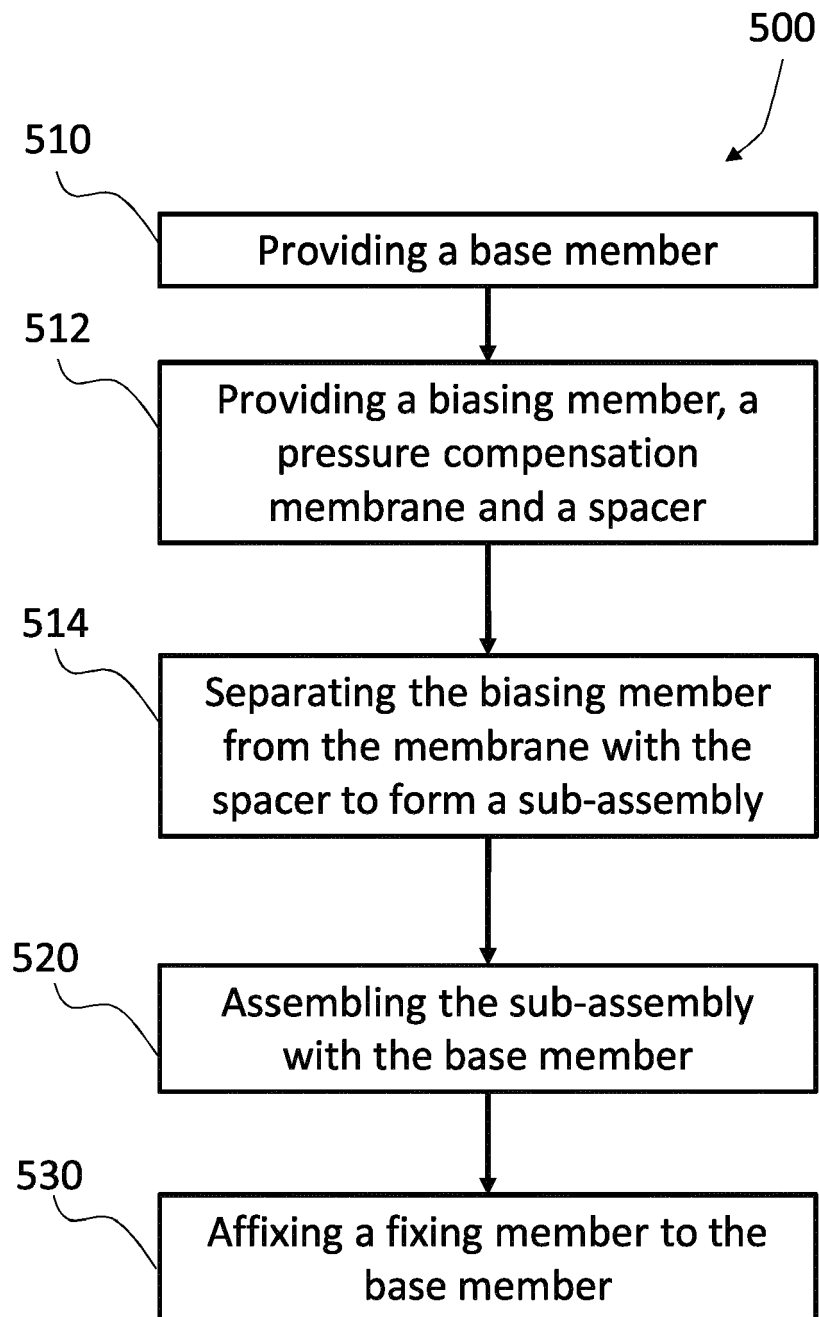 500
510
Providing a base member
512
Providing a biasing member, a
pressure compensation
membrane and a spacer
514
Separating the biasing member
from the membrane with the
spacer to form a sub-assembly
520
Assembling the sub-assembly
with the base member
530
Affixing a fixing member to the
base member